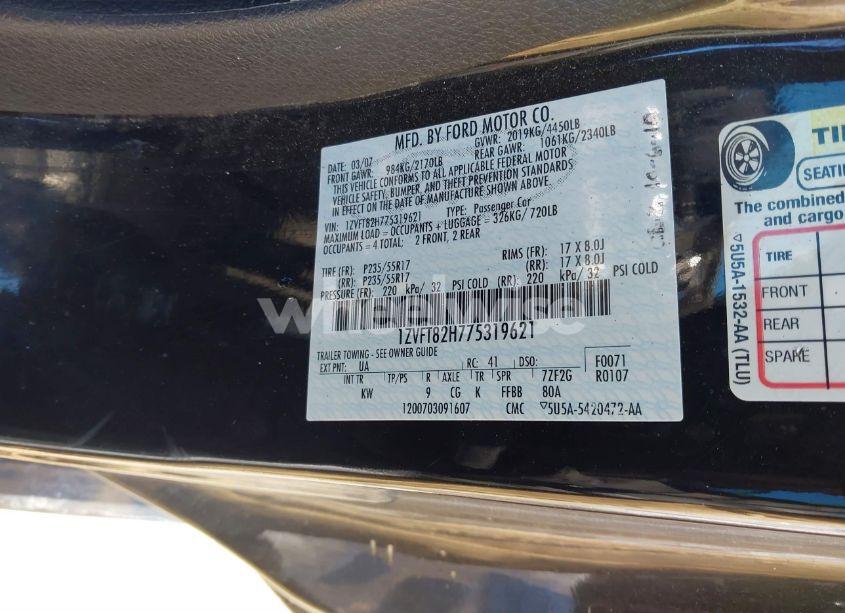 MFD. BY FORD MOTOR CO.
DATE: 03/07 GVWR: 2019KG/4450LB
FRONT GAWR: 984KG/2170LB REAR GAWR: 1061KG/2340LB
THIS VEHICLE CONFORMS TO ALL APPLICABLE FEDERAL MOTOR
VEHICLE SAFETY, BUMPER, AND THEFT PREVENTION STANDARDS
IN EFFECT ON THE DATE OF MANUFACTURE SHOWN ABOVE.
VIN: 1ZVFT82H775319621 TYPE: Passenger Car
MAXIMUM LOAD = OCCUPANTS + LUGGAGE = 326KG/720LB
OCCUPANTS = 4 TOTAL: 2 FRONT, 2 REAR
TIRE (FR): P235/55R17 RIMS (FR): 17 X 8.0J
(RR): P235/55R17 (RR): 17 X 8.0J
PRESSURE (FR): 220 kPa/ 32 PSI COLD (RR): 220 kPa/ 32 PSI COLD
1ZVFT82H775319621
TRAILER TOWING - SEE OWNER GUIDE
EXT PNT: UA RC: 41 DSO: F0071
INT TR TP/PS R AXLE TR SPR 7ZF2G R0107
KW 9 CG K FFBB 80A
1200703091607 CMC ▽5U5A-5420472-AA
wheelwise
TI
SEATI
The combined
and cargo
TIRE
FRONT
REAR
SPARE
▽5U5A-1532-AA (TLU)